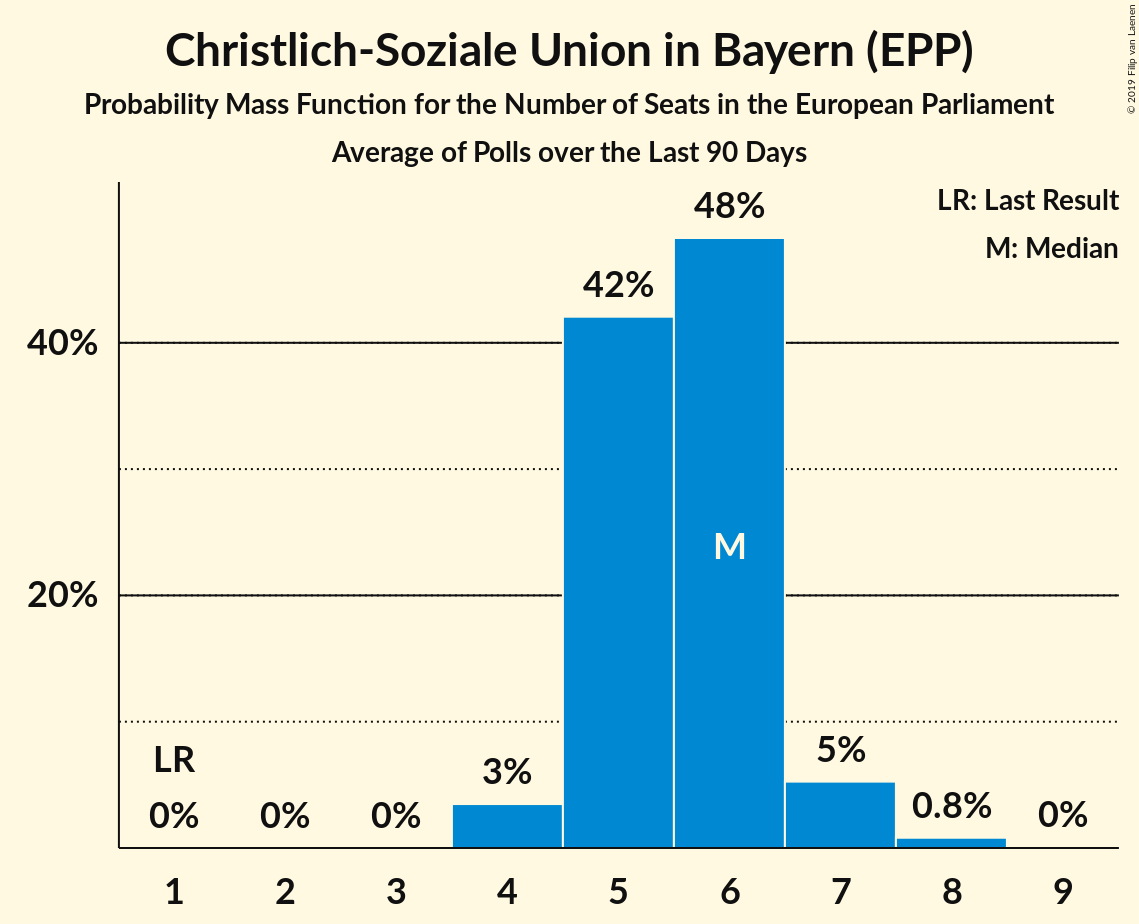 Christlich-Soziale Union in Bayern (EPP)
Probability Mass Function for the Number of Seats in the European Parliament
Average of Polls over the Last 90 Days
© 2019 Filip van Laenen
LR: Last Result
M: Median
48%
42%
40%
M
20%
LR
0% 0% 0% 3% 5% 0.8% 0%
1 2 3 4 5 6 7 8 9